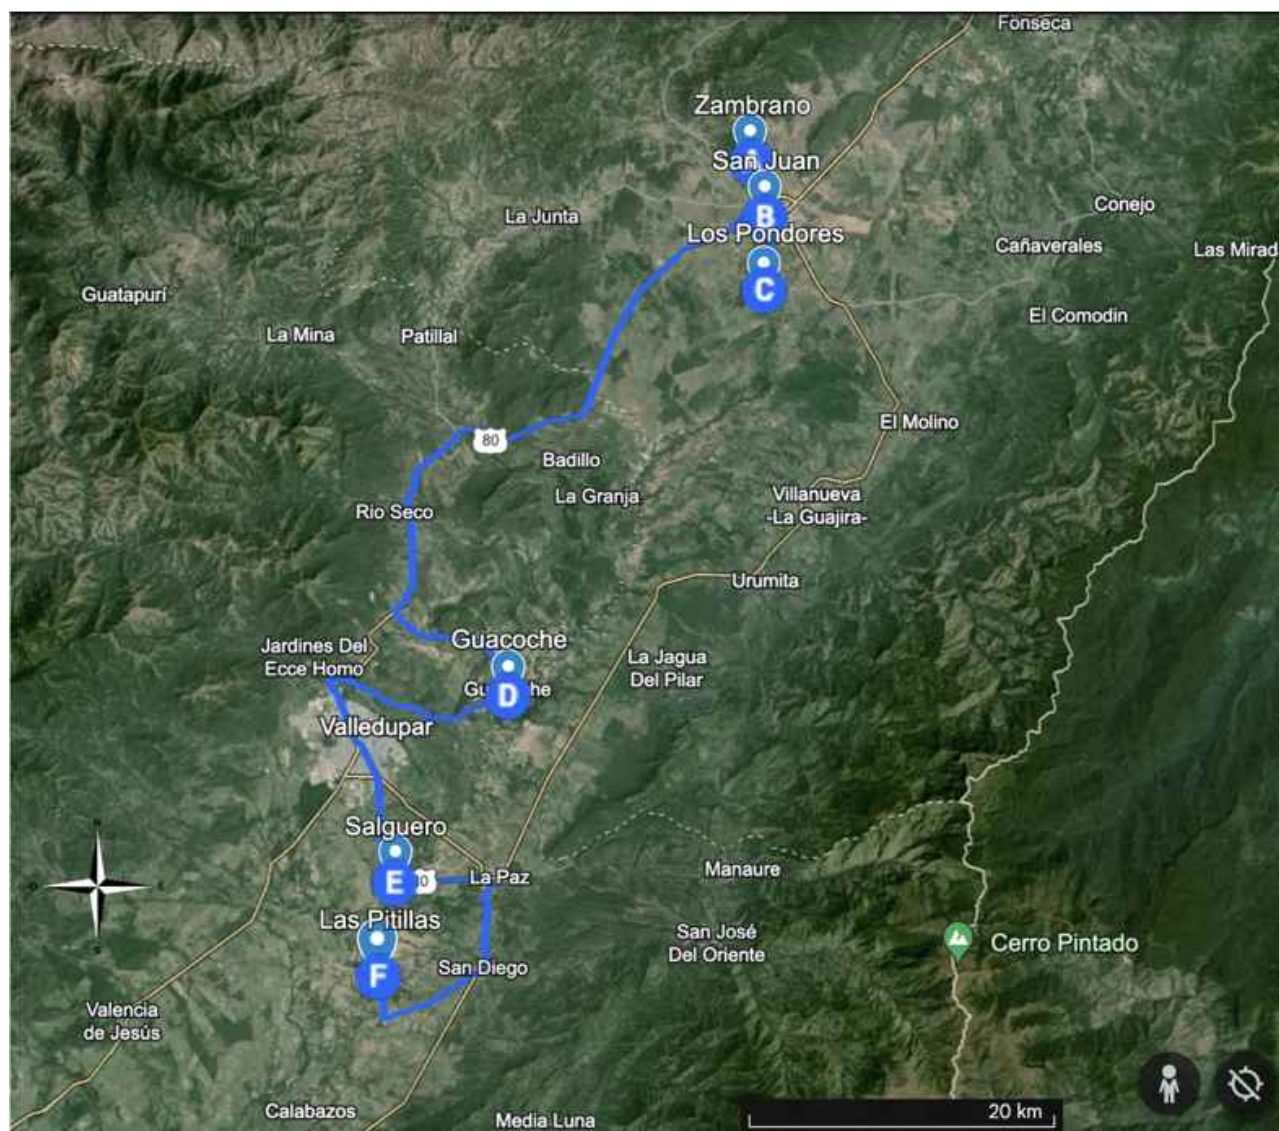 Fonseca
Zambrano
San Juan
B
La Junta
Conejo
Los Pondores
Cañaverales
Las Mirad
C
Guatapurí
El Comodin
La Mina
Patillal
El Molino
80
Badillo
La Granja
Villanueva
-La Guajira-
Rio Seco
Urumita
Guacoche
Jardines Del
Ecce Homo
La Jagua
Del Pilar
D
Valledupar
Salguero
La Paz
Manaure
E
Las Pitillas
San José
Del Oriente
Cerro Pintado
San Diego
F
Valencia
de Jesús
Calabazos
Media Luna
20 km